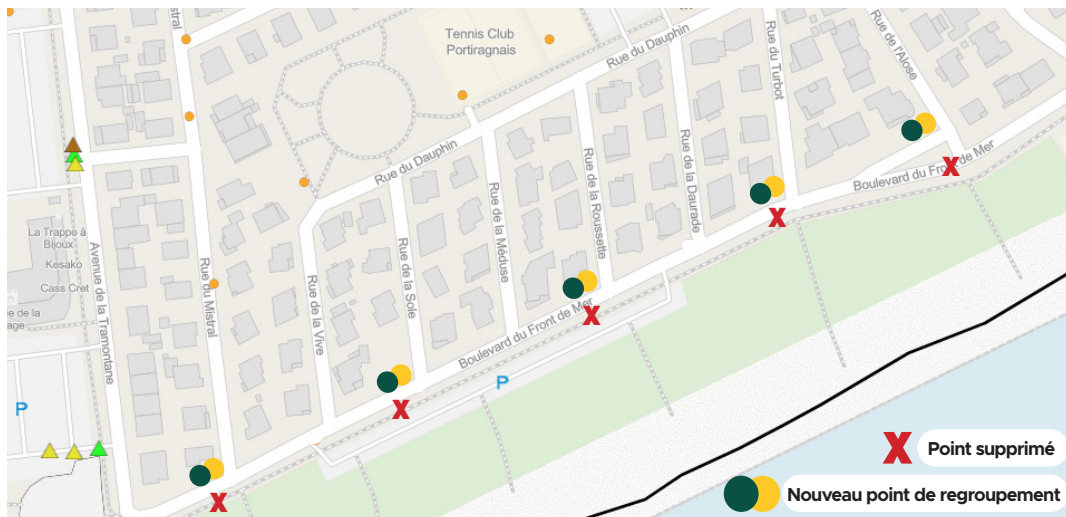 Mistral
Tennis Club
Portiragnais
Rue du Dauphin
Rue du Turbot
Rue de l'Alose
Rue du Dauphin
Boulevard du Front de Mer
Rue de la Daurade
Rue de la Roussette
Rue de la Méduse
Rue de la Sole
Rue de la Vive
Rue du Mistral
Avenue de la Tramontane
La Trappe à
Bijoux
Kesako
Cass Cret
e de la
age
Boulevard du Front de Mer
P
P
X Point supprimé
Nouveau point de regroupement